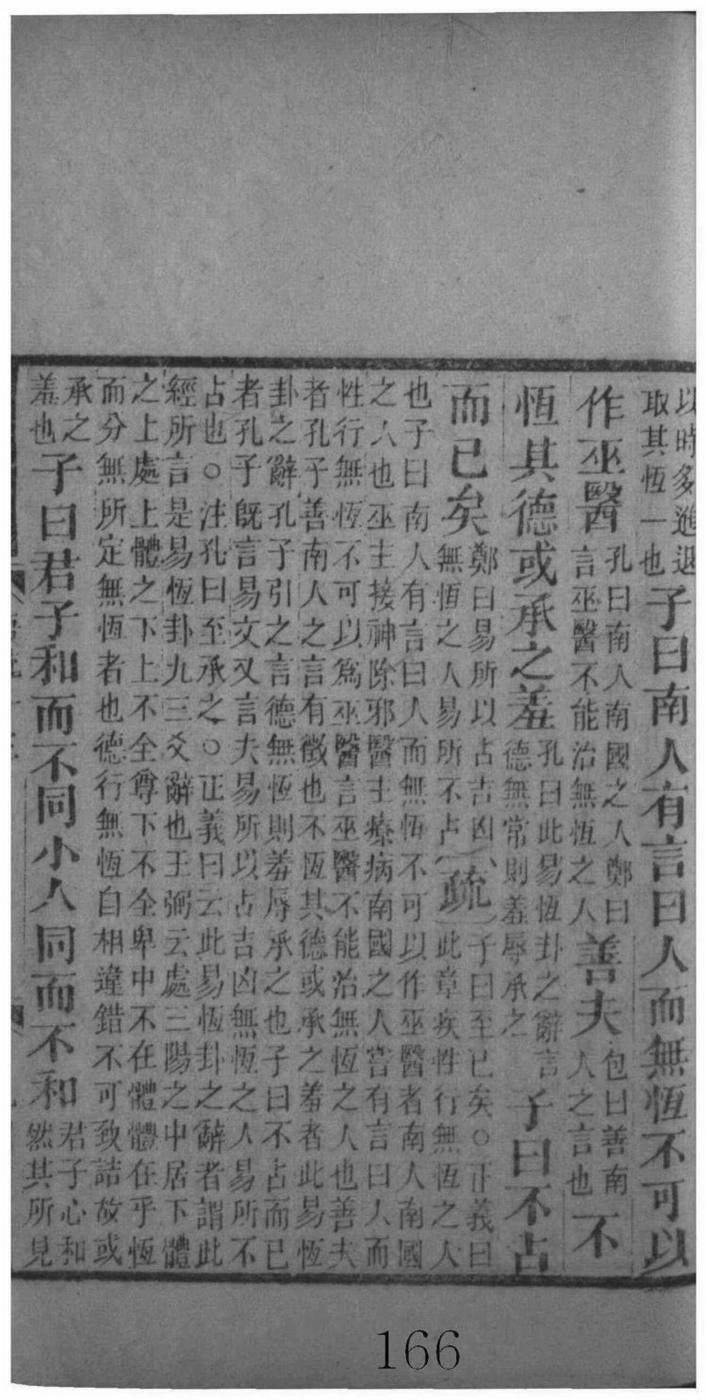 以時多進退取其恆一也子曰南人有言曰人而無恆不可以
作巫醫孔曰南人南國之人鄭曰言巫醫不能治無恆之人善夫包曰善南人之言也不
恆其德或承之羞孔曰此易恆卦之辭言德無常則羞辱承之子曰不占
而已矣鄭曰易所以占吉凶無恆之人易所不占疏子曰至已矣○正義曰此章疾性行無恆之人
也子曰南人有言曰人而無恆不可以作巫醫者南人南國
之人也巫主接神除邪醫主療病南國之人嘗有言曰人而
性行無恆不可以爲巫醫言巫醫不能治無恆之人也善夫
者孔子善南人之言有徵也不恆其德或承之羞者此易恆
卦之辭孔子引之言德無恆則羞辱承之也子曰不占而已
者孔子旣言易文又言夫易所以占吉凶無恆之人易所不
占也○注孔曰至承之○正義曰云此易恆卦之辭者謂此
經所言是易恆卦九三爻辭也王弼云處三陽之中居下體
之上處上體之下上不全尊下不全卑中不在體體在乎恆
而分無所定無恆者也德行無恆自相違錯不可致詰故或
承之羞也子曰君子和而不同小人同而不和君子心和然其所見
166